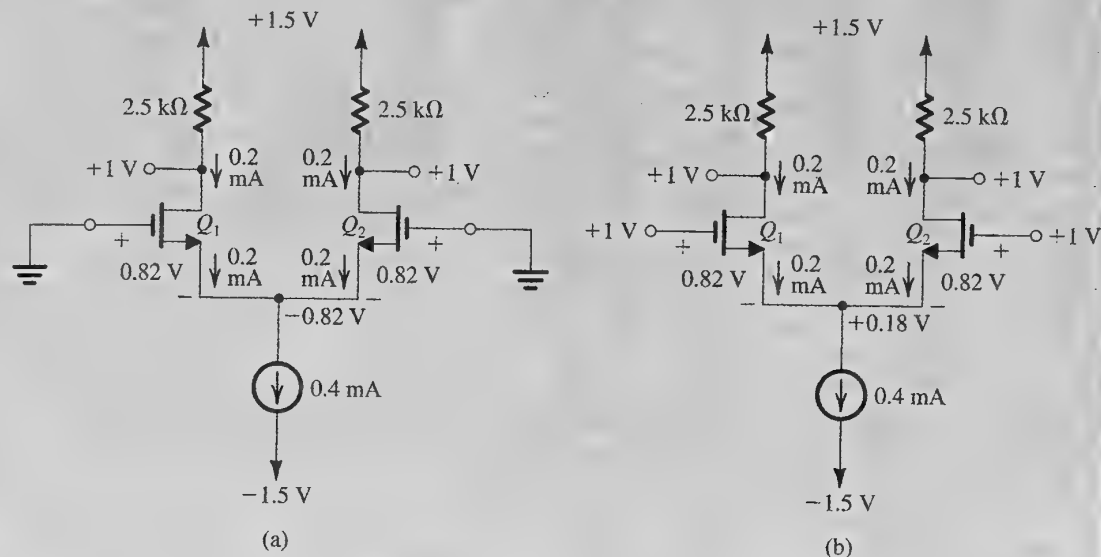 +1.5 V
2.5 kΩ
2.5 kΩ
+1 V
0.2
mA
0.2
mA
+1 V
Q1
Q2
+
+
0.82 V
0.2
mA
0.2
mA
0.82 V
−
−
−0.82 V
0.4 mA
−1.5 V
(a)
+1.5 V
2.5 kΩ
2.5 kΩ
+1 V
0.2
mA
0.2
mA
+1 V
+1 V
Q1
Q2
+1 V
+
+
0.82 V
0.2
mA
0.2
mA
0.82 V
−
−
+0.18 V
0.4 mA
−1.5 V
(b)